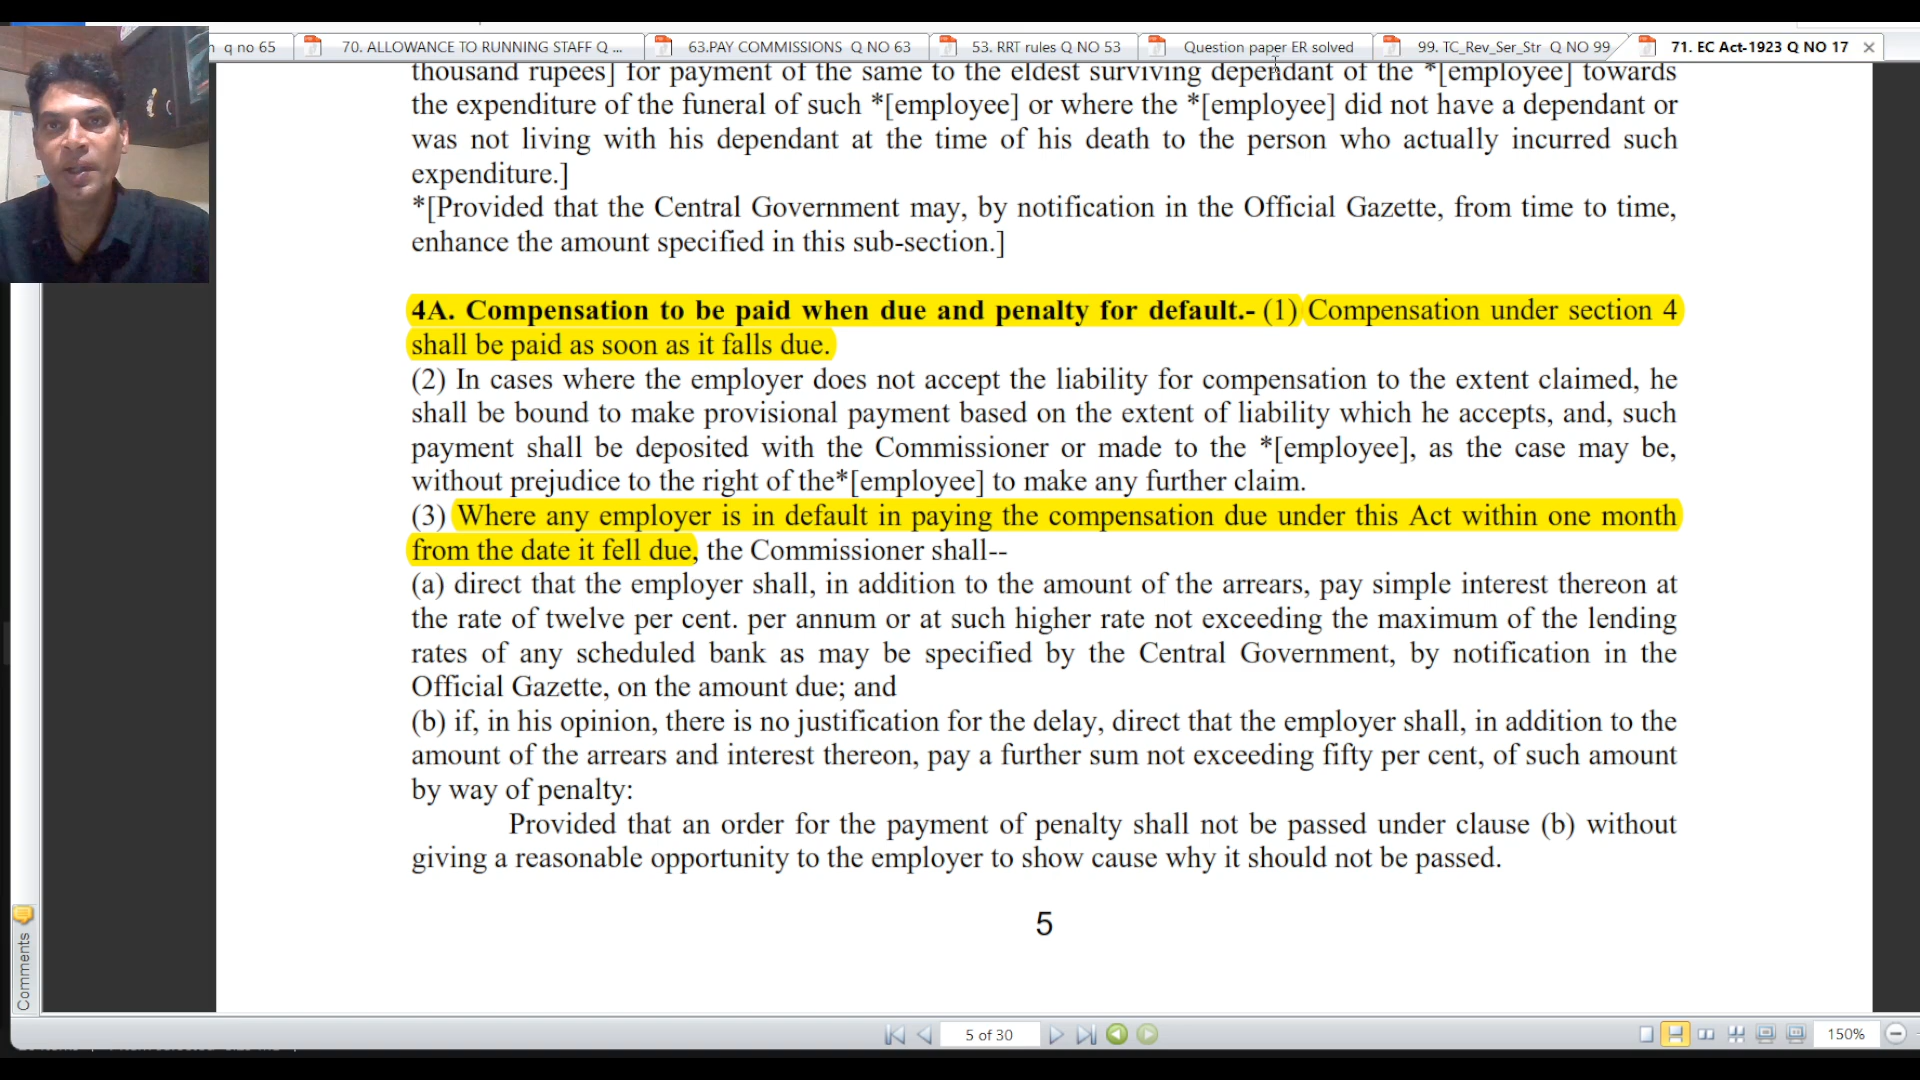 q no 65
70. ALLOWANCE TO RUNNING STAFF Q ...
63.PAY COMMISSIONS Q NO 63
53. RRT rules Q NO 53
Question paper ER solved
99. TC_Rev_Ser_Str Q NO 99
71. EC Act-1923 Q NO 17
thousand rupees] for payment of the same to the eldest surviving dependant of the *[employee] towards
the expenditure of the funeral of such *[employee] or where the *[employee] did not have a dependant or
was not living with his dependant at the time of his death to the person who actually incurred such
expenditure.]
*[Provided that the Central Government may, by notification in the Official Gazette, from time to time,
enhance the amount specified in this sub-section.]
4A. Compensation to be paid when due and penalty for default.- (1) Compensation under section 4
shall be paid as soon as it falls due.
(2) In cases where the employer does not accept the liability for compensation to the extent claimed, he
shall be bound to make provisional payment based on the extent of liability which he accepts, and, such
payment shall be deposited with the Commissioner or made to the *[employee], as the case may be,
without prejudice to the right of the*[employee] to make any further claim.
(3) Where any employer is in default in paying the compensation due under this Act within one month
from the date it fell due, the Commissioner shall--
(a) direct that the employer shall, in addition to the amount of the arrears, pay simple interest thereon at
the rate of twelve per cent. per annum or at such higher rate not exceeding the maximum of the lending
rates of any scheduled bank as may be specified by the Central Government, by notification in the
Official Gazette, on the amount due; and
(b) if, in his opinion, there is no justification for the delay, direct that the employer shall, in addition to the
amount of the arrears and interest thereon, pay a further sum not exceeding fifty per cent, of such amount
by way of penalty:
Provided that an order for the payment of penalty shall not be passed under clause (b) without
giving a reasonable opportunity to the employer to show cause why it should not be passed.
5
Comments
5 of 30
150%